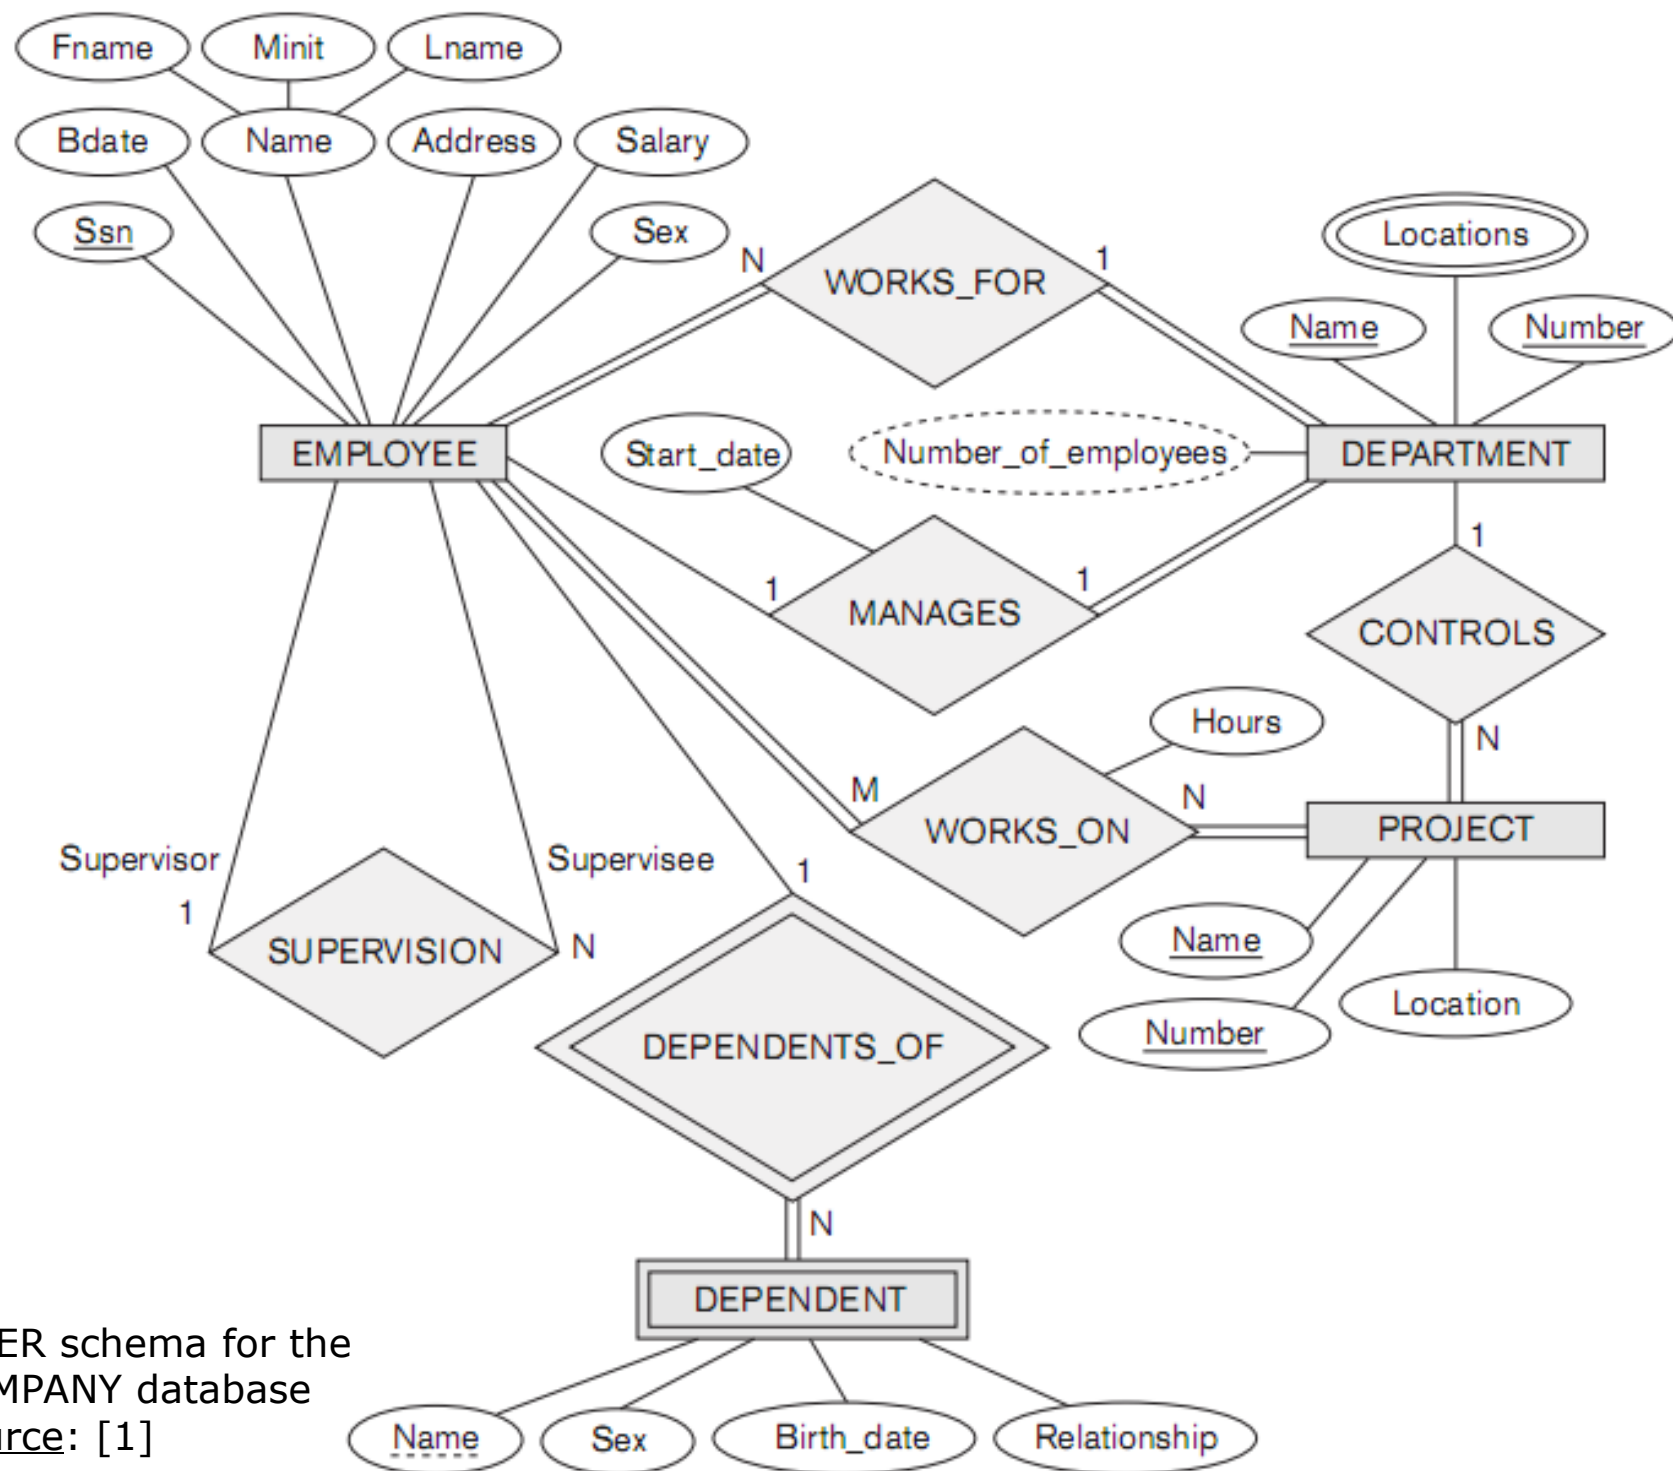 Fname Minit Lname
Bdate Name Address Salary
Ssn Sex
N WORKS_FOR 1
Locations
Name Number
EMPLOYEE Start_date Number_of_employees DEPARTMENT
1 MANAGES 1
1
CONTROLS
N
Hours
M WORKS_ON N
PROJECT
Supervisor Supervisee
1 SUPERVISION N
1
Name
Number
Location
DEPENDENTS_OF
N
DEPENDENT
Name Sex Birth_date Relationship
ER schema for the
MPANY database
urce: [1]